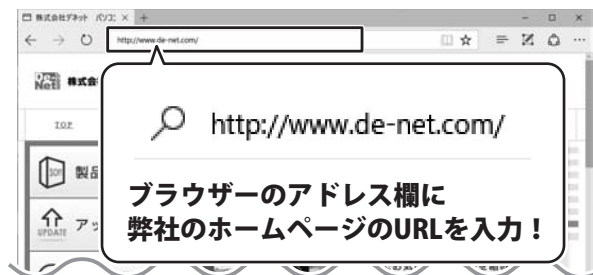 株式会社デネット パソコ
http://www.de-net.com/
De
Net!
株式会
TOP
http://www.de-net.com/
製品
ブラウザーのアドレス欄に
弊社のホームページのURLを入力！
UPDATE
アッ